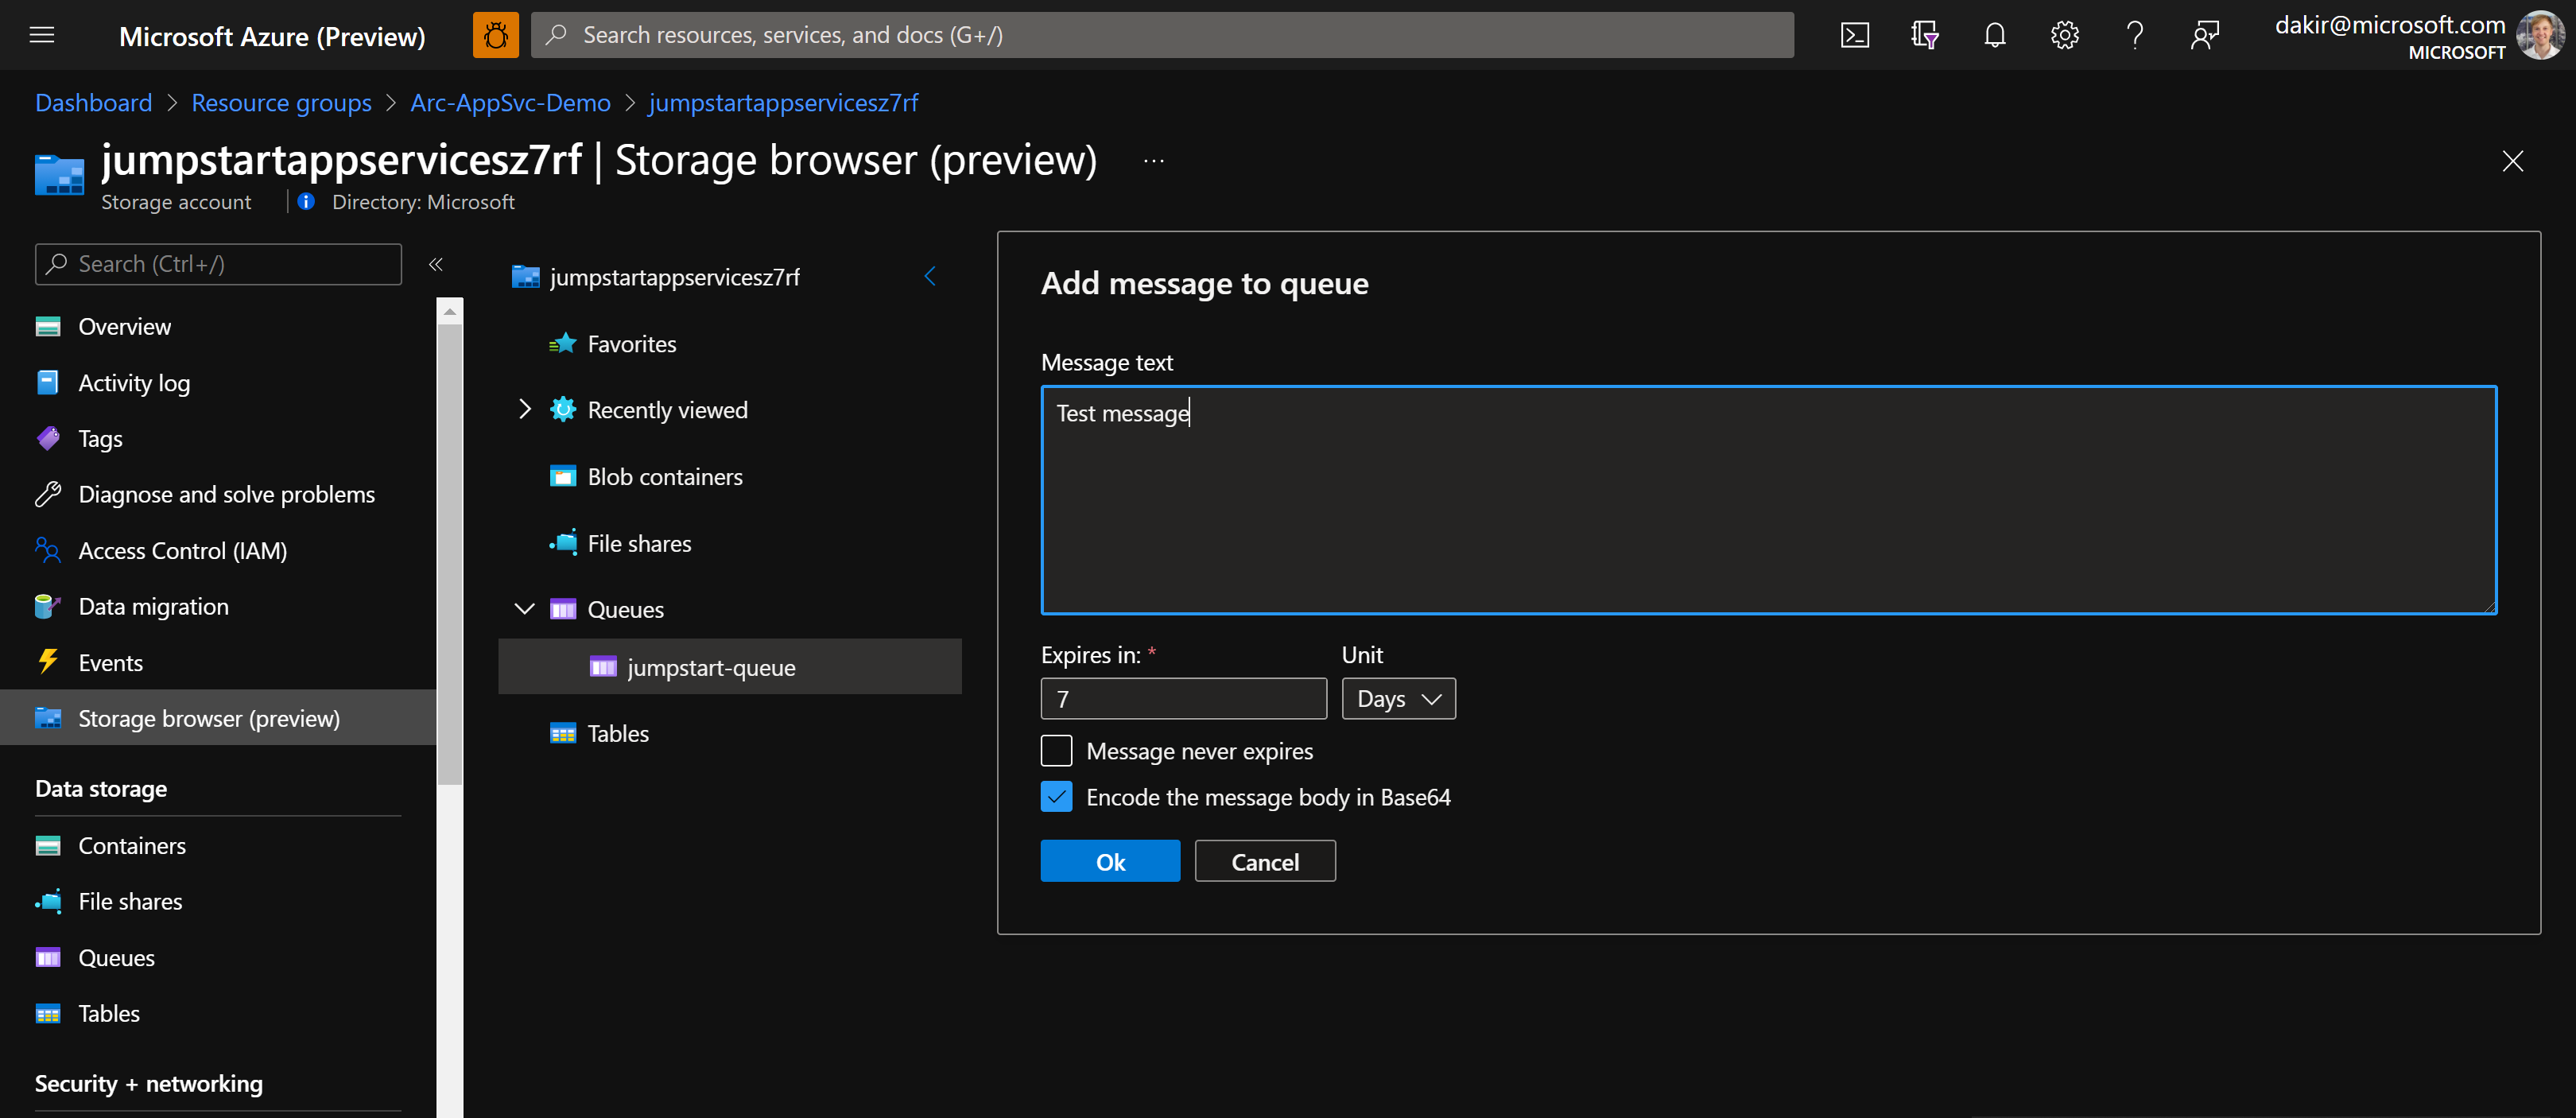 Microsoft Azure (Preview)
Search resources, services, and docs (G+/)
dakir@microsoft.com
MICROSOFT
Dashboard > Resource groups > Arc-AppSvc-Demo > jumpstartappservicesz7rf
jumpstartappservicesz7rf | Storage browser (preview) ...
Storage account
Directory: Microsoft
Search (Ctrl+/)
Overview
Activity log
Tags
Diagnose and solve problems
Access Control (IAM)
Data migration
Events
Storage browser (preview)
Data storage
Containers
File shares
Queues
Tables
Security + networking
jumpstartappservicesz7rf
Favorites
Recently viewed
Blob containers
File shares
Queues
jumpstart-queue
Tables
Add message to queue
Message text
Test message
Expires in: *
Unit
7
Days
Message never expires
Encode the message body in Base64
Ok
Cancel